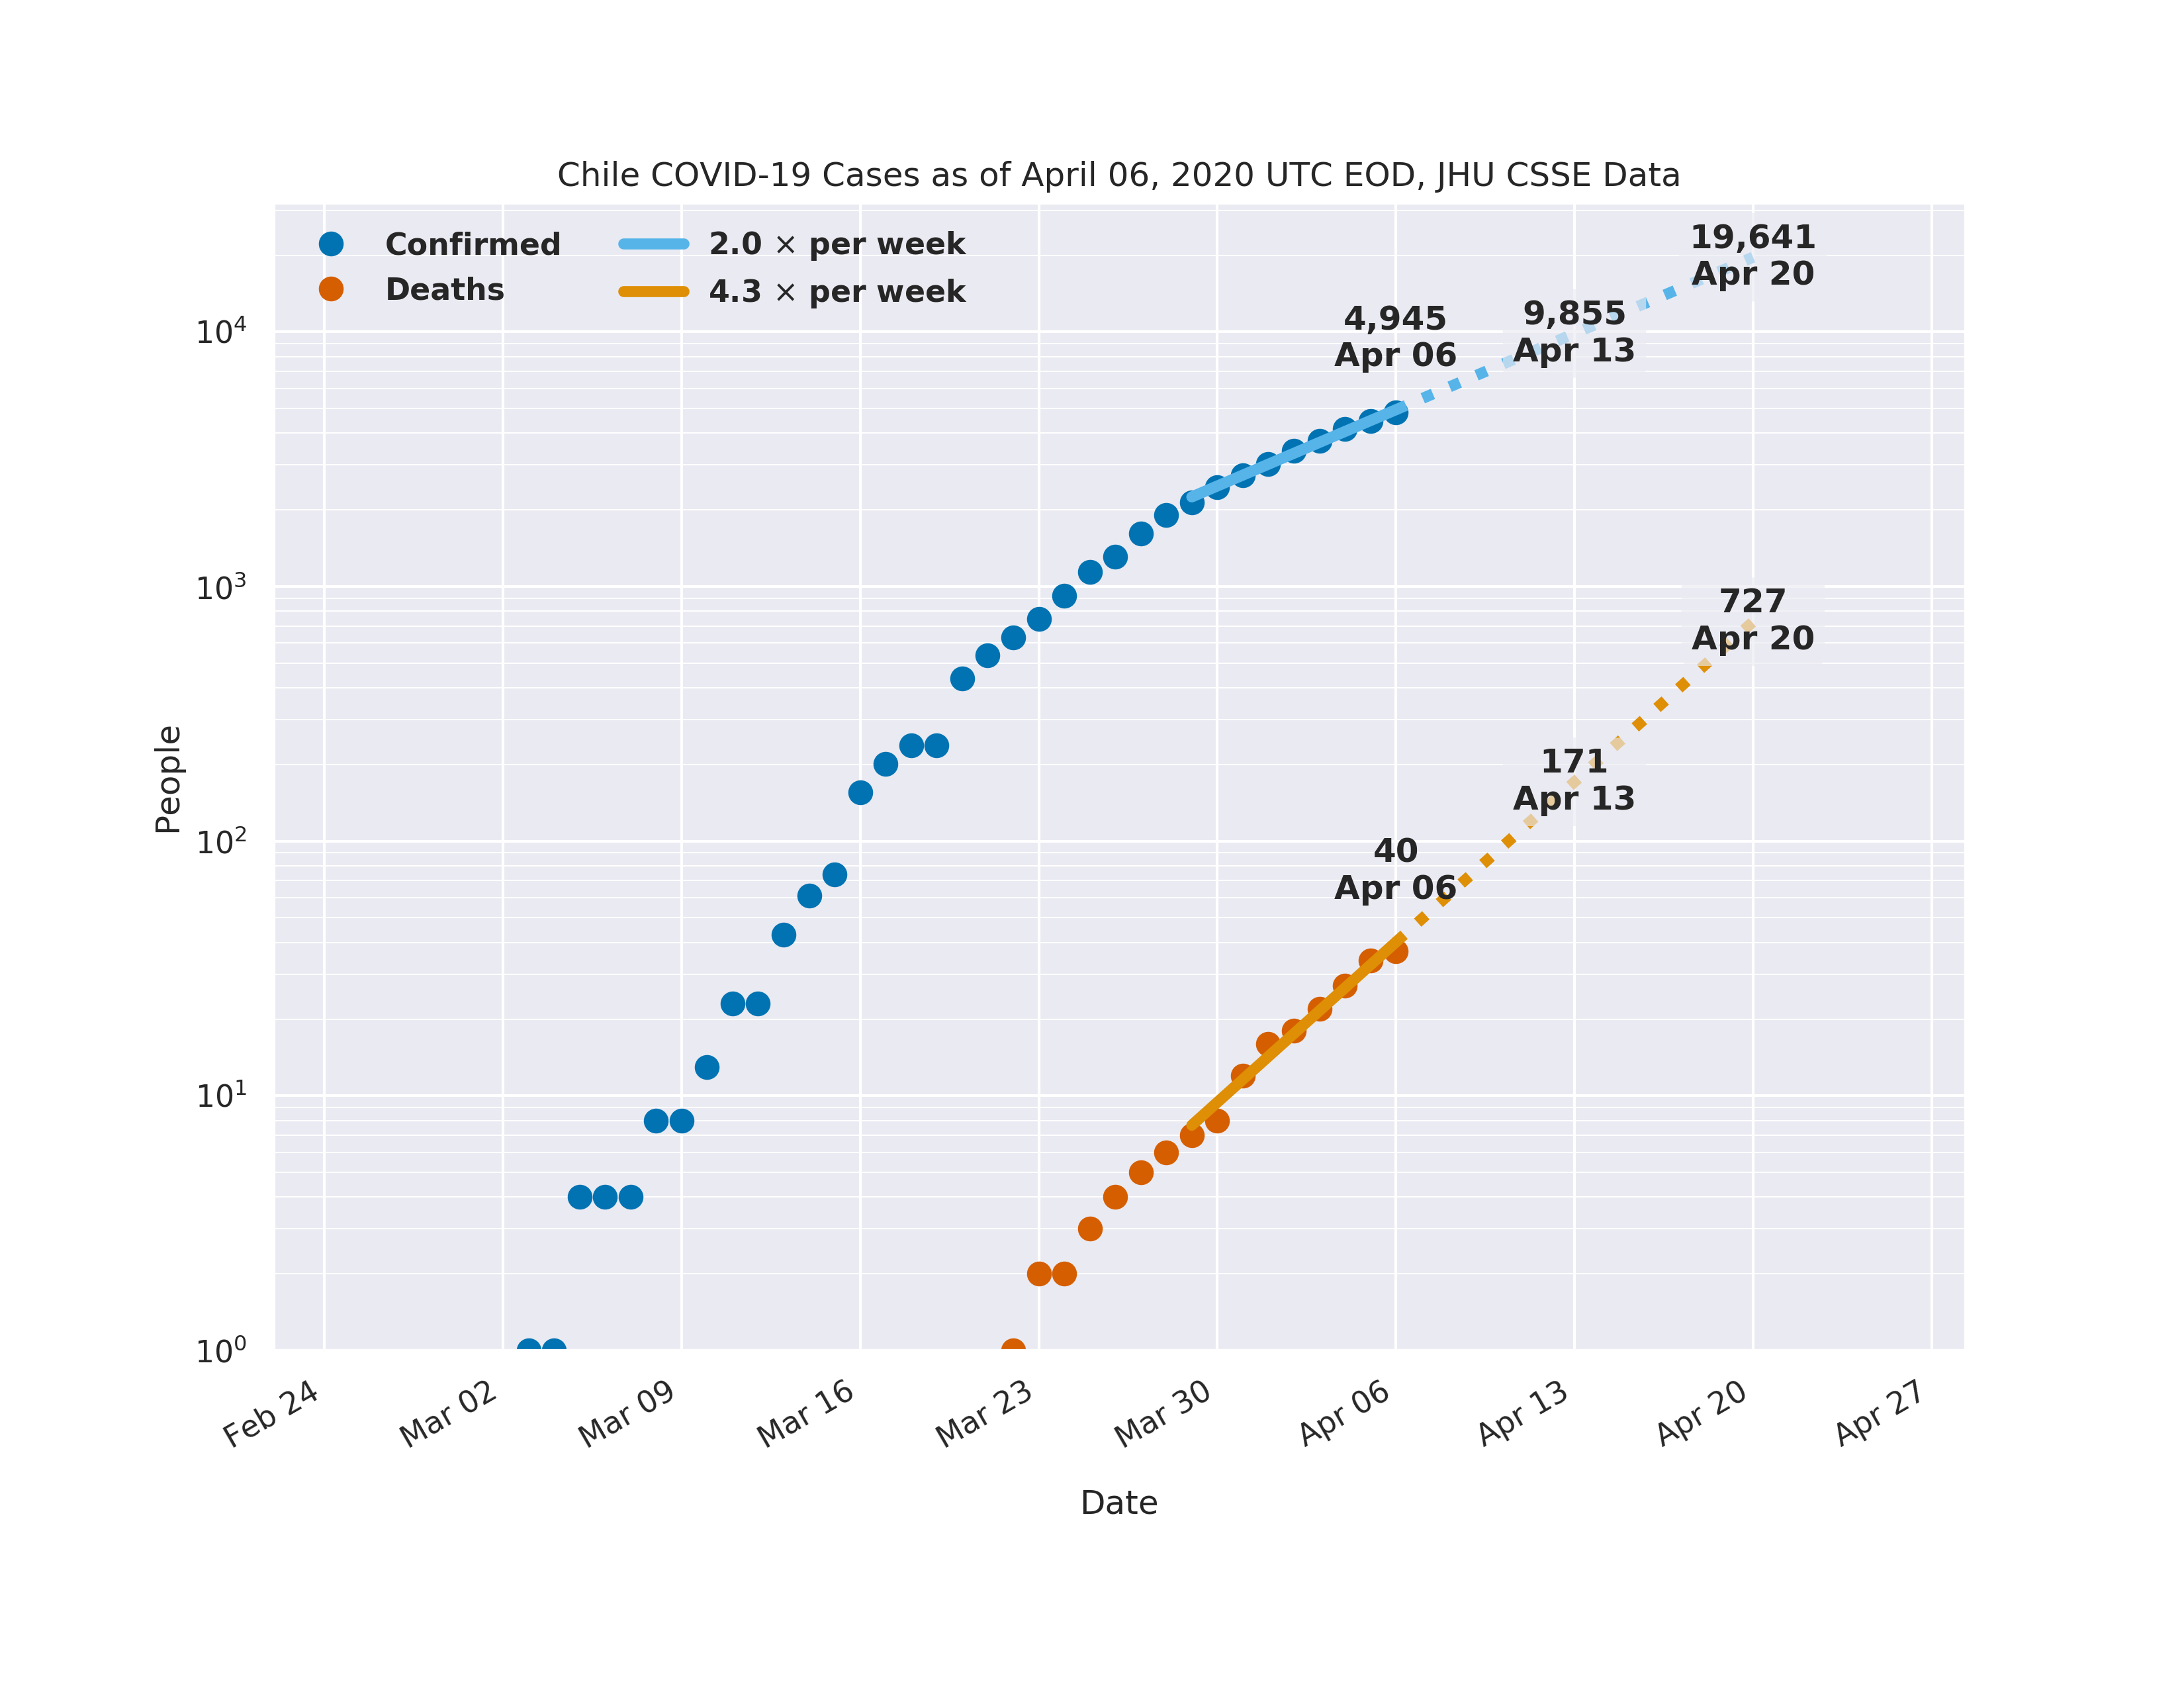 Chile COVID-19 Cases as of April 06, 2020 UTC EOD, JHU CSSE Data
Confirmed
Deaths
2.0 × per week
4.3 × per week
19,641
Apr 20
4,945
Apr 06
9,855
Apr 13
727
Apr 20
171
Apr 13
40
Apr 06
People
10⁴
10³
10²
10¹
10⁰
Feb 24
Mar 02
Mar 09
Mar 16
Mar 23
Mar 30
Apr 06
Apr 13
Apr 20
Apr 27
Date